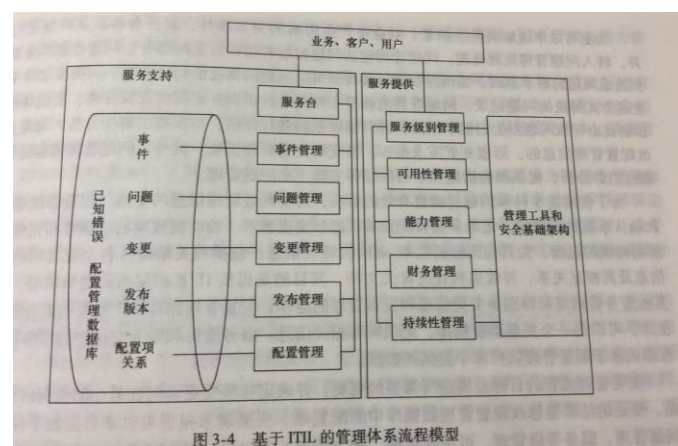 业务、客户、用户
服务支持
服务提供
服务台
事件管理
问题管理
变更管理
发布管理
配置管理
已知错误
配置管理数据库
事件
问题
变更
发布
版本
配置项
关系
服务级别管理
可用性管理
能力管理
财务管理
持续性管理
管理工具和
安全基础架构
图 3-4 基于 ITIL 的管理体系流程模型